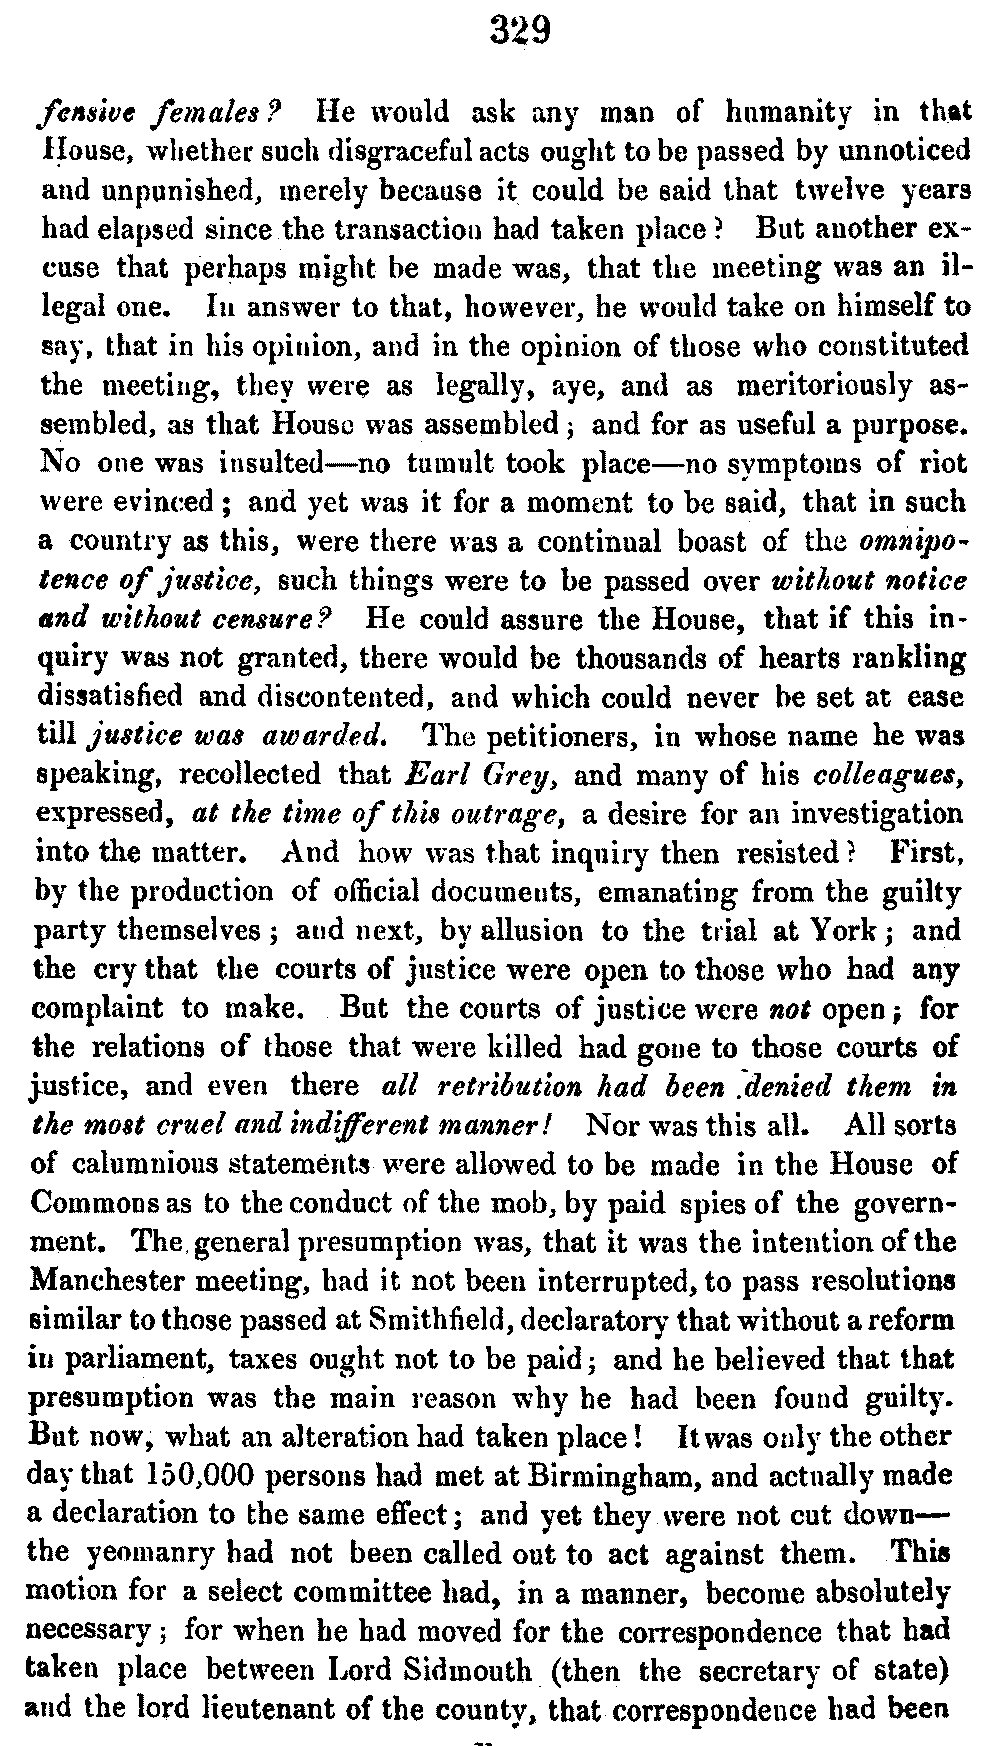 329
fensive females? He would ask any man of humanity in that
House, whether such disgraceful acts ought to be passed by unnoticed
and unpunished, merely because it could be said that twelve years
had elapsed since the transaction had taken place? But another ex-
cuse that perhaps might be made was, that the meeting was an il-
legal one. In answer to that, however, he would take on himself to
say, that in his opinion, and in the opinion of those who constituted
the meeting, they were as legally, aye, and as meritoriously as-
sembled, as that House was assembled; and for as useful a purpose.
No one was insulted—no tumult took place—no symptoms of riot
were evinced; and yet was it for a moment to be said, that in such
a country as this, were there was a continual boast of the omnipo-
tence of justice, such things were to be passed over without notice
and without censure? He could assure the House, that if this in-
quiry was not granted, there would be thousands of hearts rankling
dissatisfied and discontented, and which could never be set at ease
till justice was awarded. The petitioners, in whose name he was
speaking, recollected that Earl Grey, and many of his colleagues,
expressed, at the time of this outrage, a desire for an investigation
into the matter. And how was that inquiry then resisted? First,
by the production of official documents, emanating from the guilty
party themselves; and next, by allusion to the trial at York; and
the cry that the courts of justice were open to those who had any
complaint to make. But the courts of justice were not open; for
the relations of those that were killed had gone to those courts of
justice, and even there all retribution had been denied them in
the most cruel and indifferent manner! Nor was this all. All sorts
of calumnious statements were allowed to be made in the House of
Commons as to the conduct of the mob, by paid spies of the govern-
ment. The general presumption was, that it was the intention of the
Manchester meeting, had it not been interrupted, to pass resolutions
similar to those passed at Smithfield, declaratory that without a reform
in parliament, taxes ought not to be paid; and he believed that that
presumption was the main reason why he had been found guilty.
But now, what an alteration had taken place! It was only the other
day that 150,000 persons had met at Birmingham, and actually made
a declaration to the same effect; and yet they were not cut down—
the yeomanry had not been called out to act against them. This
motion for a select committee had, in a manner, become absolutely
necessary; for when he had moved for the correspondence that had
taken place between Lord Sidmouth (then the secretary of state)
and the lord lieutenant of the county, that correspondence had been